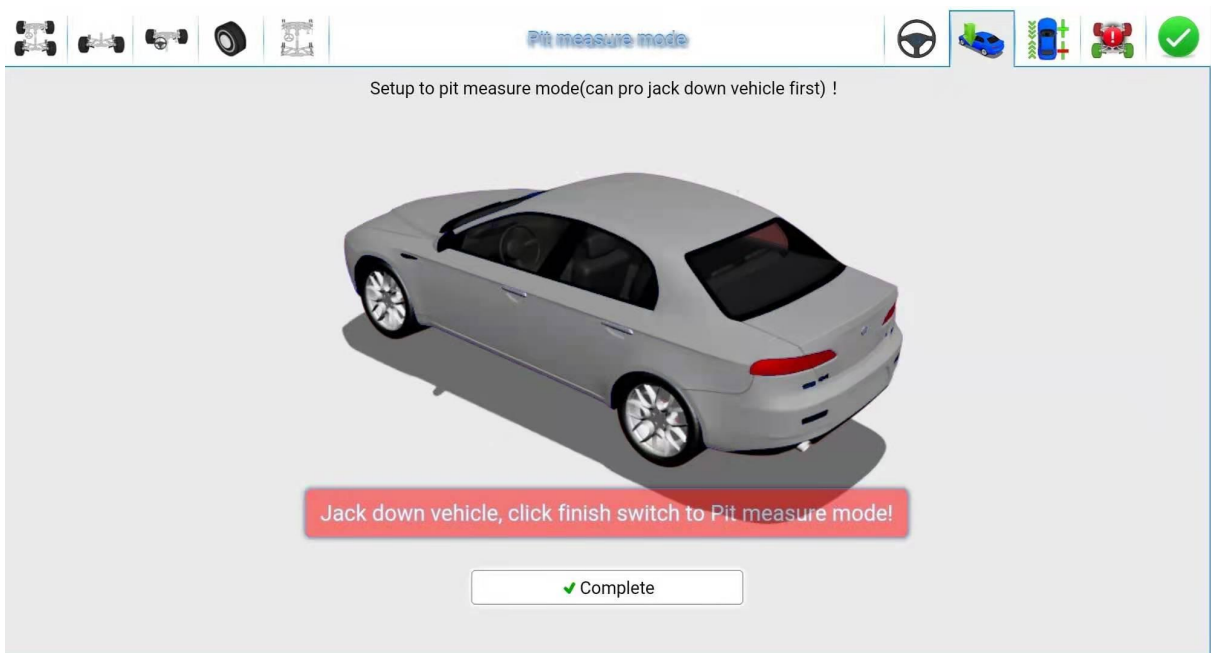 Pit measure mode
Setup to pit measure mode(can pro jack down vehicle first) !
Jack down vehicle, click finish switch to Pit measure mode!
Complete